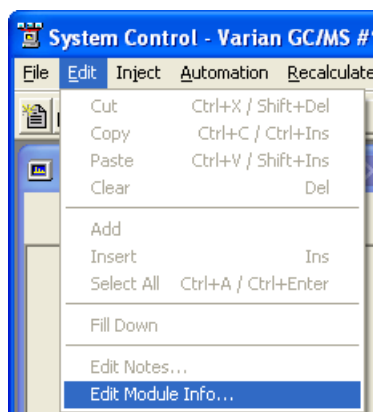 System Control - Varian GC/MS #
File Edit Inject Automation Recalculate
Cut Ctrl+X / Shift+Del
Copy Ctrl+C / Ctrl+Ins
Paste Ctrl+V / Shift+Ins
Clear Del
Add
Insert Ins
Select All Ctrl+A / Ctrl+Enter
Fill Down
Edit Notes...
Edit Module Info...